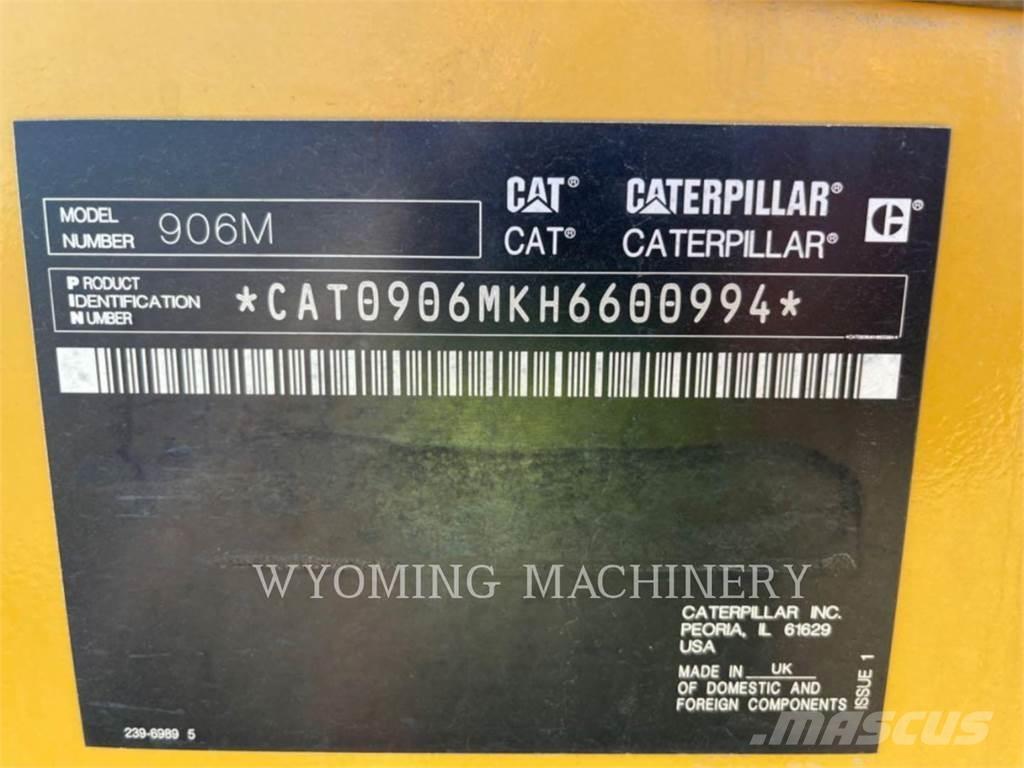 CAT® CATERPILLAR® C®
MODEL NUMBER 906M
CAT® CATERPILLAR®
PRODUCT
IDENTIFICATION
NUMBER
*CAT0906MKH6600994*
WYOMING MACHINERY
CATERPILLAR INC.
PEORIA, IL 61629
USA
MADE IN UK
OF DOMESTIC AND
FOREIGN COMPONENTS
ISSUE 1
239-6989 5
MASCUS